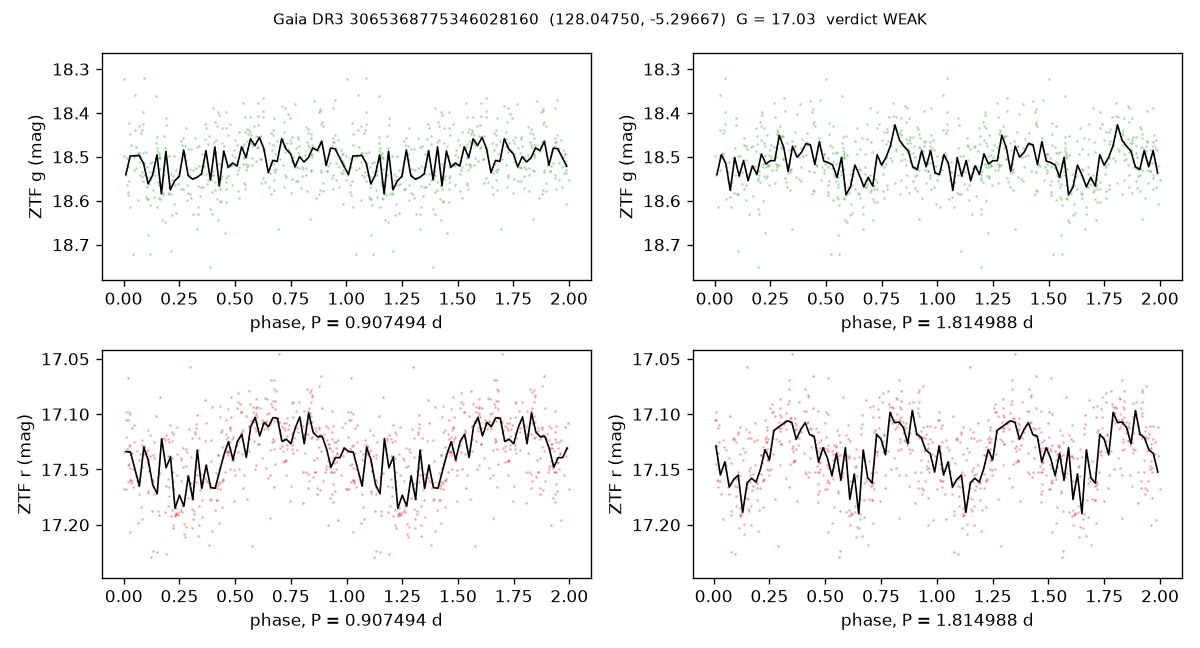 Gaia DR3 3065368775346028160 (128.04750, -5.29667) G = 17.03 verdict WEAK
18.3
18.4
18.5
18.6
18.7
ZTF g (mag)
0.00 0.25 0.50 0.75 1.00 1.25 1.50 1.75 2.00
phase, P = 0.907494 d
18.3
18.4
18.5
18.6
18.7
ZTF g (mag)
0.00 0.25 0.50 0.75 1.00 1.25 1.50 1.75 2.00
phase, P = 1.814988 d
17.05
17.10
17.15
17.20
ZTF r (mag)
0.00 0.25 0.50 0.75 1.00 1.25 1.50 1.75 2.00
phase, P = 0.907494 d
17.05
17.10
17.15
17.20
ZTF r (mag)
0.00 0.25 0.50 0.75 1.00 1.25 1.50 1.75 2.00
phase, P = 1.814988 d